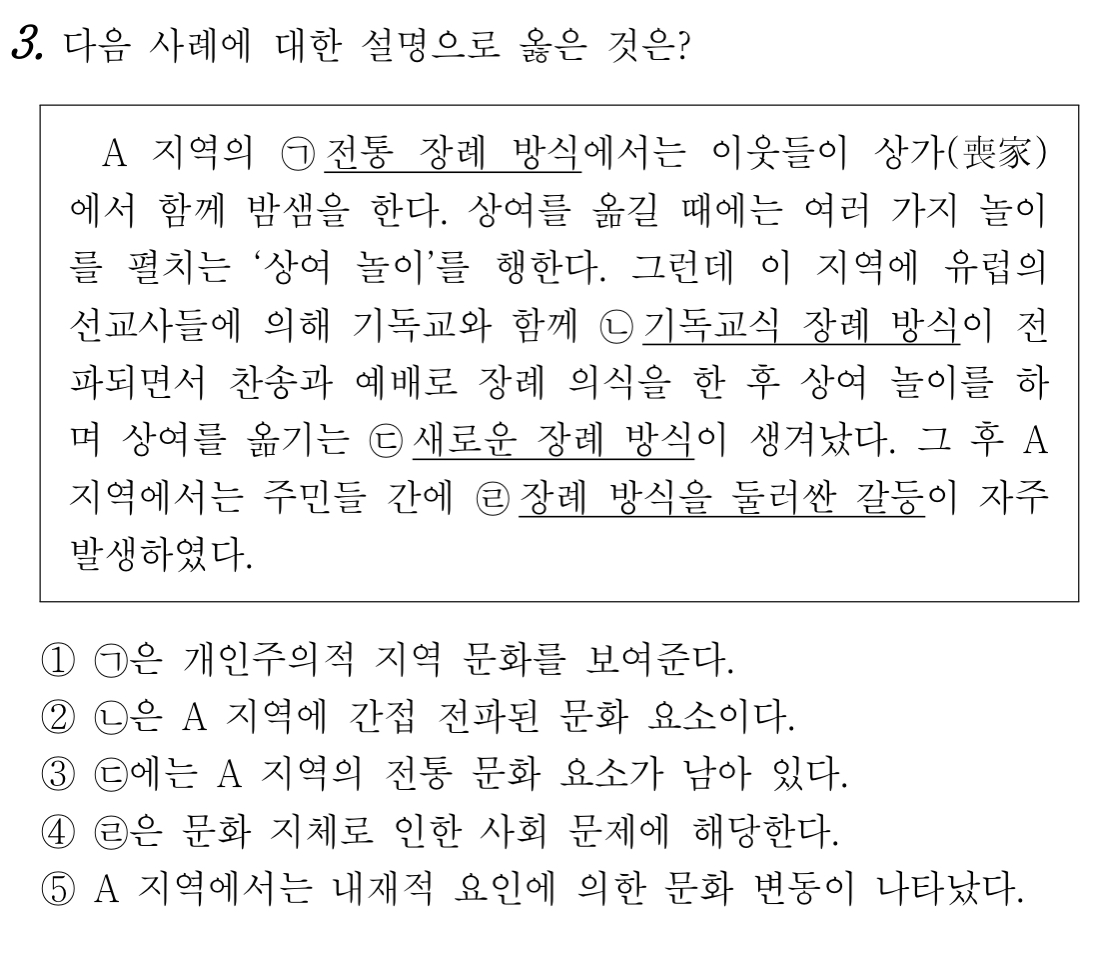 3. 다음 사례에 대한 설명으로 옳은 것은?
A 지역의 ㉠전통 장례 방식에서는 이웃들이 상가(喪家)
에서 함께 밤샘을 한다. 상여를 옮길 때에는 여러 가지 놀이
를 펼치는 ‘상여 놀이’를 행한다. 그런데 이 지역에 유럽의
선교사들에 의해 기독교와 함께 ㉡기독교식 장례 방식이 전
파되면서 찬송과 예배로 장례 의식을 한 후 상여 놀이를 하
며 상여를 옮기는 ㉢새로운 장례 방식이 생겨났다. 그 후 A
지역에서는 주민들 간에 ㉣장례 방식을 둘러싼 갈등이 자주
발생하였다.
① ㉠은 개인주의적 지역 문화를 보여준다.
② ㉡은 A 지역에 간접 전파된 문화 요소이다.
③ ㉢에는 A 지역의 전통 문화 요소가 남아 있다.
④ ㉣은 문화 지체로 인한 사회 문제에 해당한다.
⑤ A 지역에서는 내재적 요인에 의한 문화 변동이 나타났다.